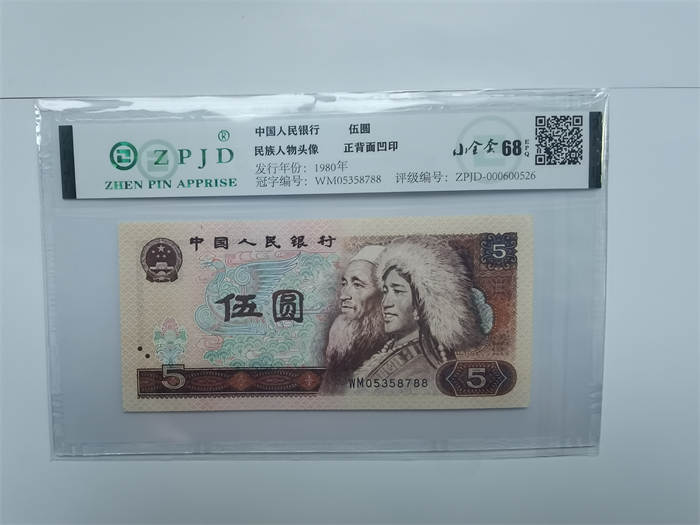 ZPJD ®
ZHEN PIN APPRISE
中国人民银行 伍圆
民族人物头像 正背面凹印
发行年份：1980年
冠字编号：WM05358788 评级编号：ZPJD-000600526
68 EPQ
中国人民银行
5
伍圆
5
WM05358788
5